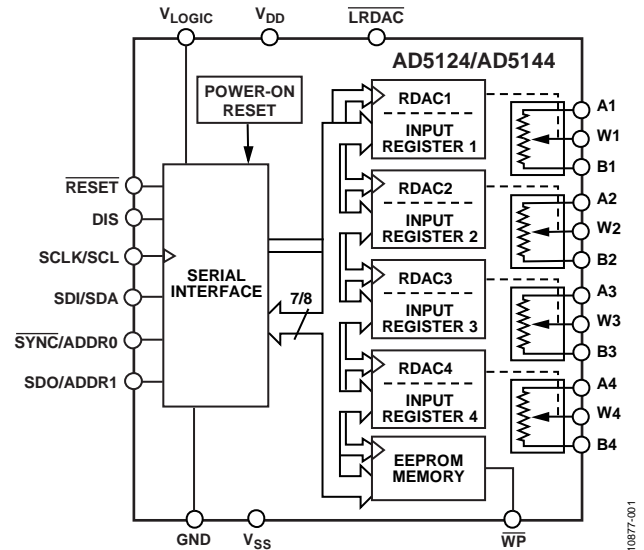 VLOGIC
VDD
LRDAC
AD5124/AD5144
POWER-ON
RESET
RDAC1
INPUT
REGISTER 1
A1
W1
B1
RESET
DIS
SCLK/SCL
SDI/SDA
SYNC/ADDR0
SDO/ADDR1
SERIAL
INTERFACE
7/8
RDAC2
INPUT
REGISTER 2
A2
W2
B2
RDAC3
INPUT
REGISTER 3
A3
W3
B3
RDAC4
INPUT
REGISTER 4
A4
W4
B4
EEPROM
MEMORY
GND
VSS
WP
10877-001